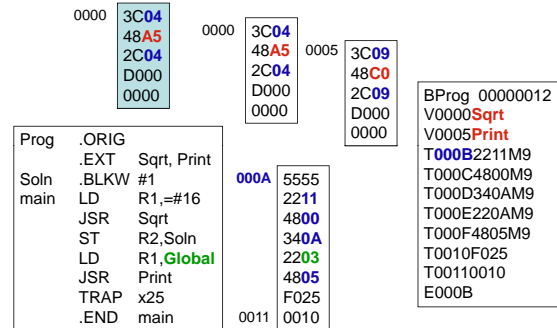 0000 3C04
48A5
2C04
D000
0000
0000 3C04
48A5
2C04
D000
0000
0005 3C09
48C0
2C09
D000
0000
Prog .ORIG
.EXT Sqrt, Print
Soln .BLKW #1
main LD R1,=#16
JSR Sqrt
ST R2,Soln
LD R1,Global
JSR Print
TRAP x25
.END main
000A 5555
2211
4800
340A
2203
4805
F025
0011 0010
BProg 00000012
V0000Sqrt
V0005Print
T000B2211M9
T000C4800M9
T000D340AM9
T000E220AM9
T000F4805M9
T0010F025
T00110010
E000B